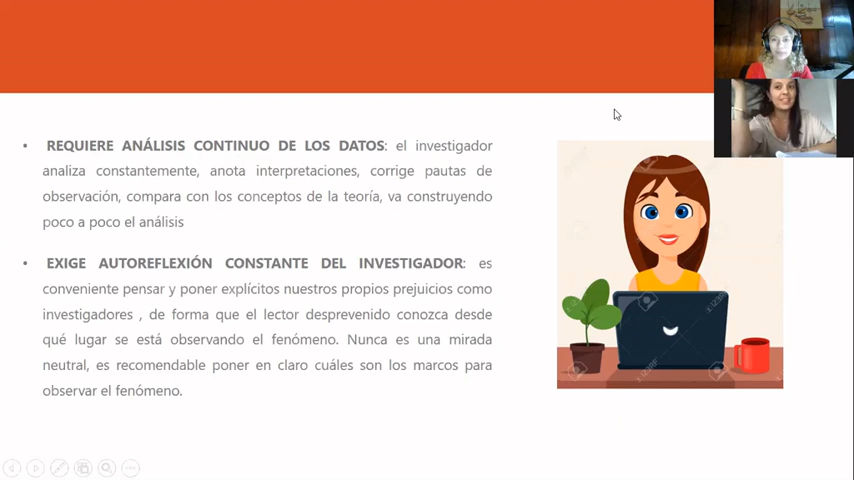 REQUIERE ANÁLISIS CONTINUO DE LOS DATOS: el investigador
analiza constantemente, anota interpretaciones, corrige pautas de
observación, compara con los conceptos de la teoría, va construyendo
poco a poco el análisis
EXIGE AUTOREFLEXIÓN CONSTANTE DEL INVESTIGADOR: es
conveniente pensar y poner explícitos nuestros propios prejuicios como
investigadores , de forma que el lector desprevenido conozca desde
qué lugar se está observando el fenómeno. Nunca es una mirada
neutral, es recomendable poner en claro cuáles son los marcos para
observar el fenómeno.